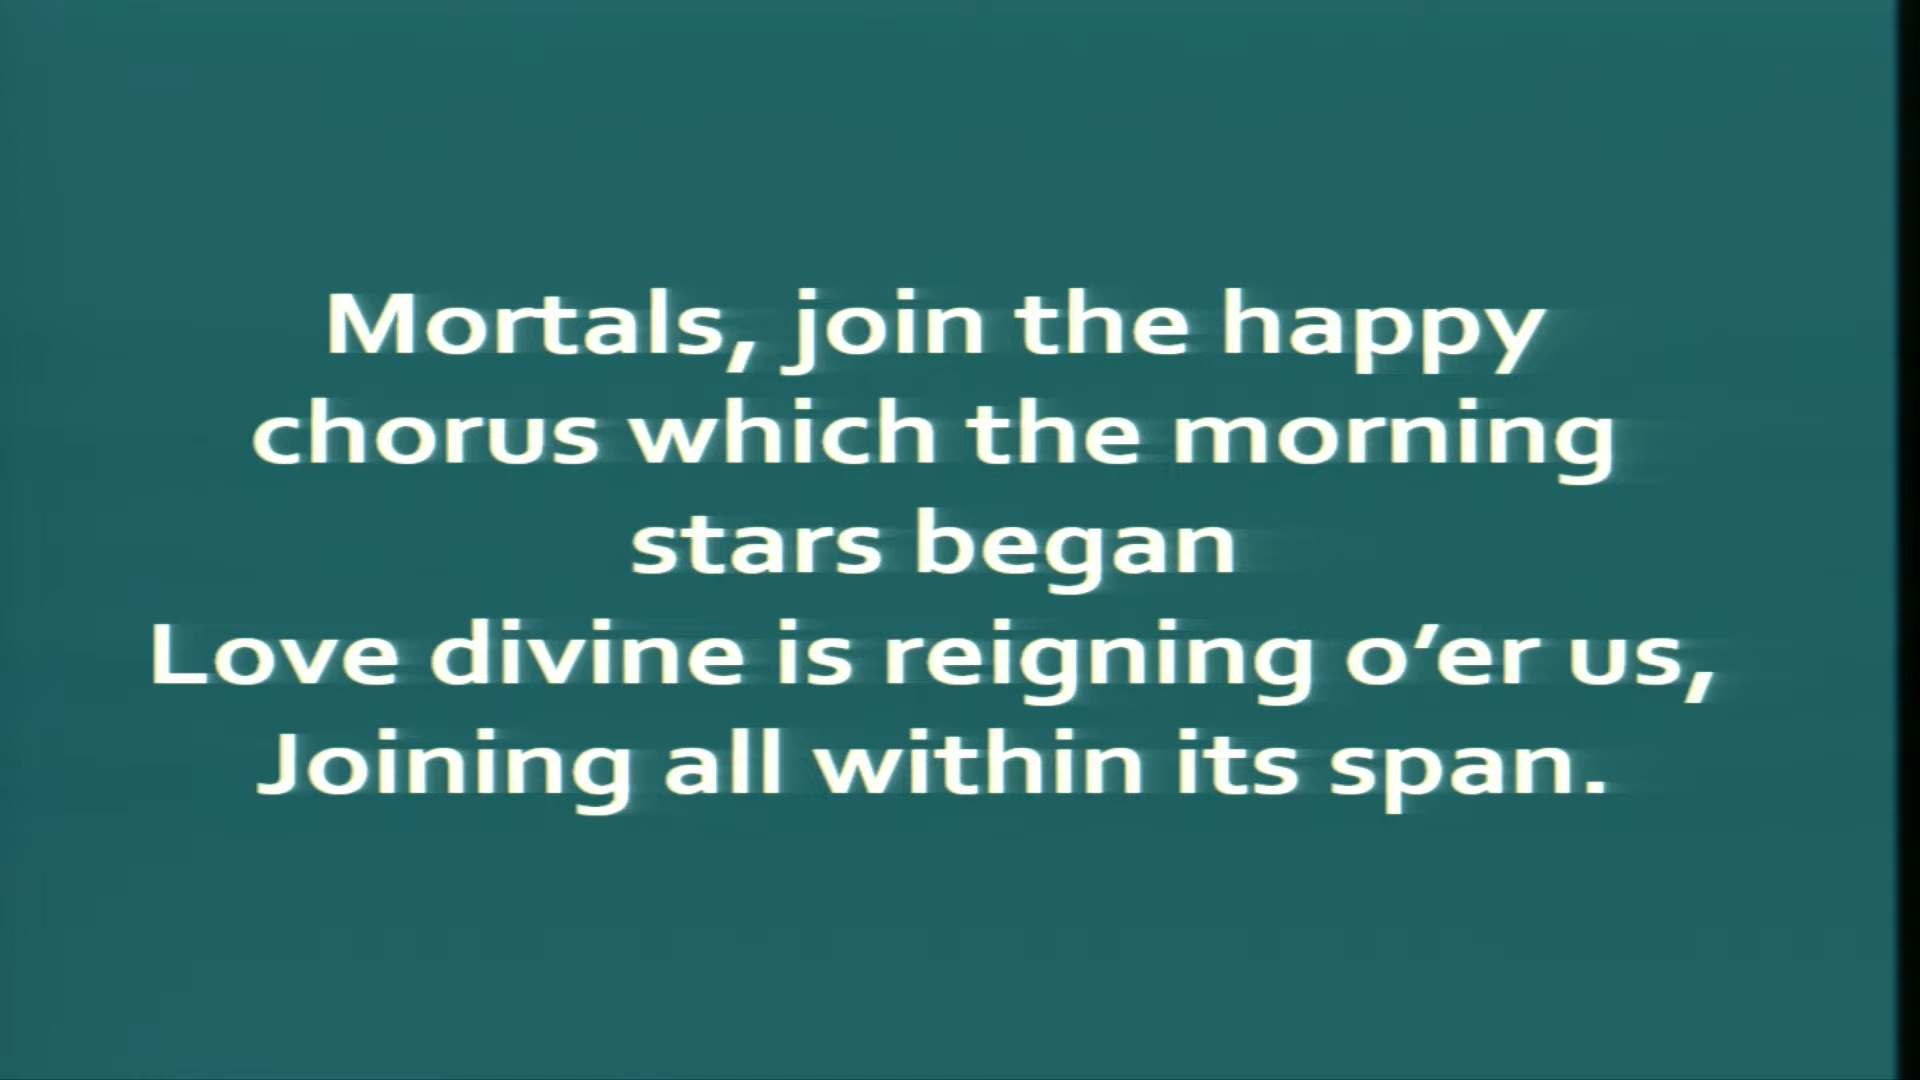 Mortals, join the happy
chorus which the morning
stars began
Love divine is reigning o’er us,
Joining all within its span.